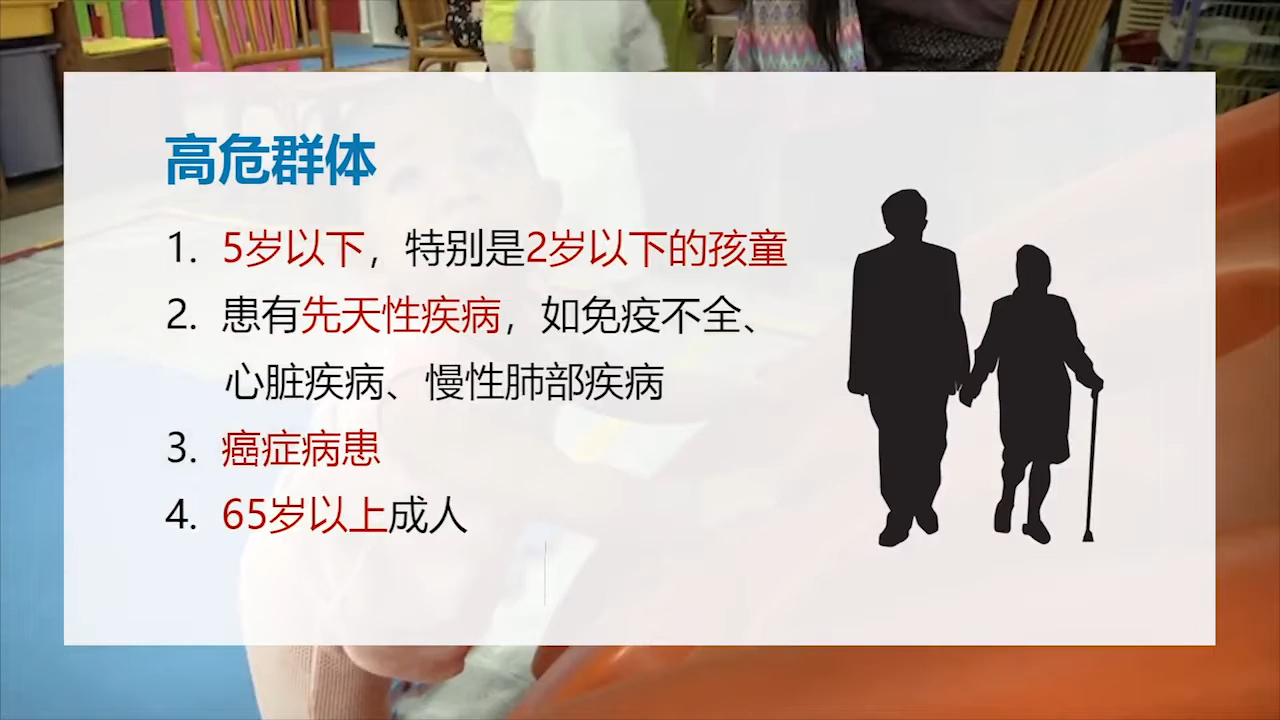 高危群体
1. 5岁以下，特别是2岁以下的孩童
2. 患有先天性疾病，如免疫不全、
心脏疾病、慢性肺部疾病
3. 癌症病患
4. 65岁以上成人